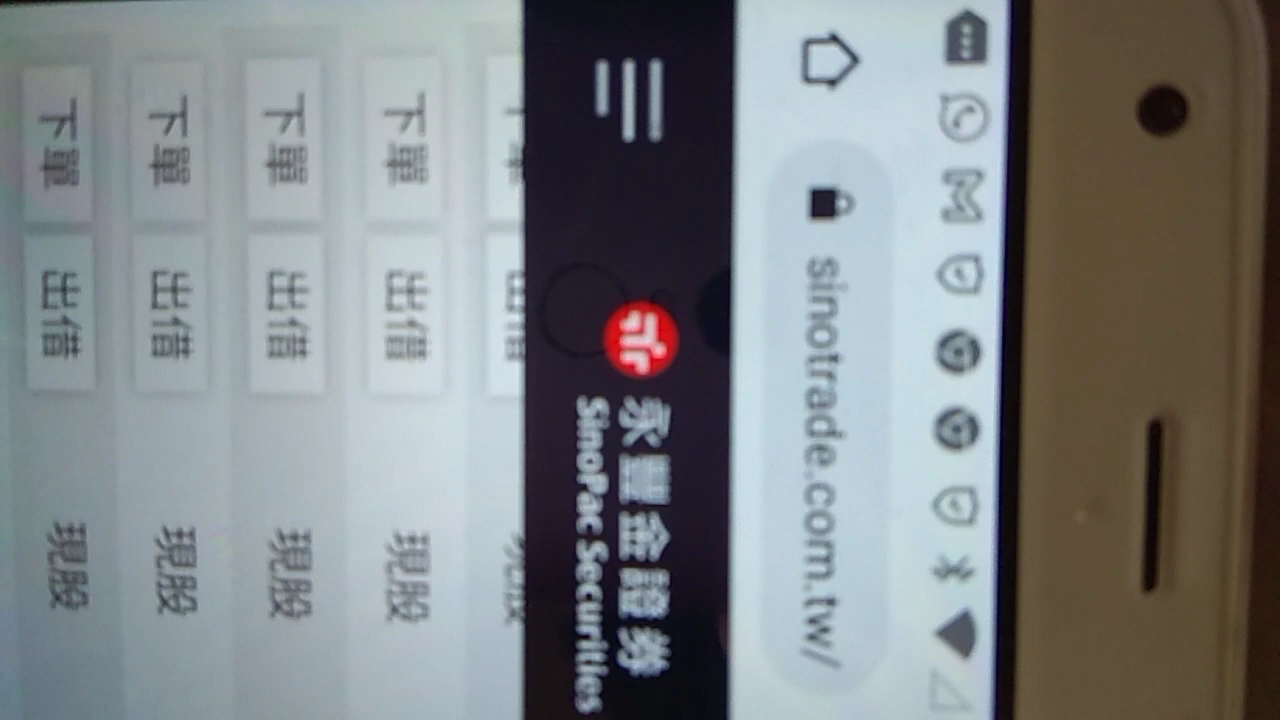 sinotrade.com.tw/
永豐金證券
SinoPac Securities
下單 出借 現股
下單 出借 現股
下單 出借 現股
下單 出借 現股